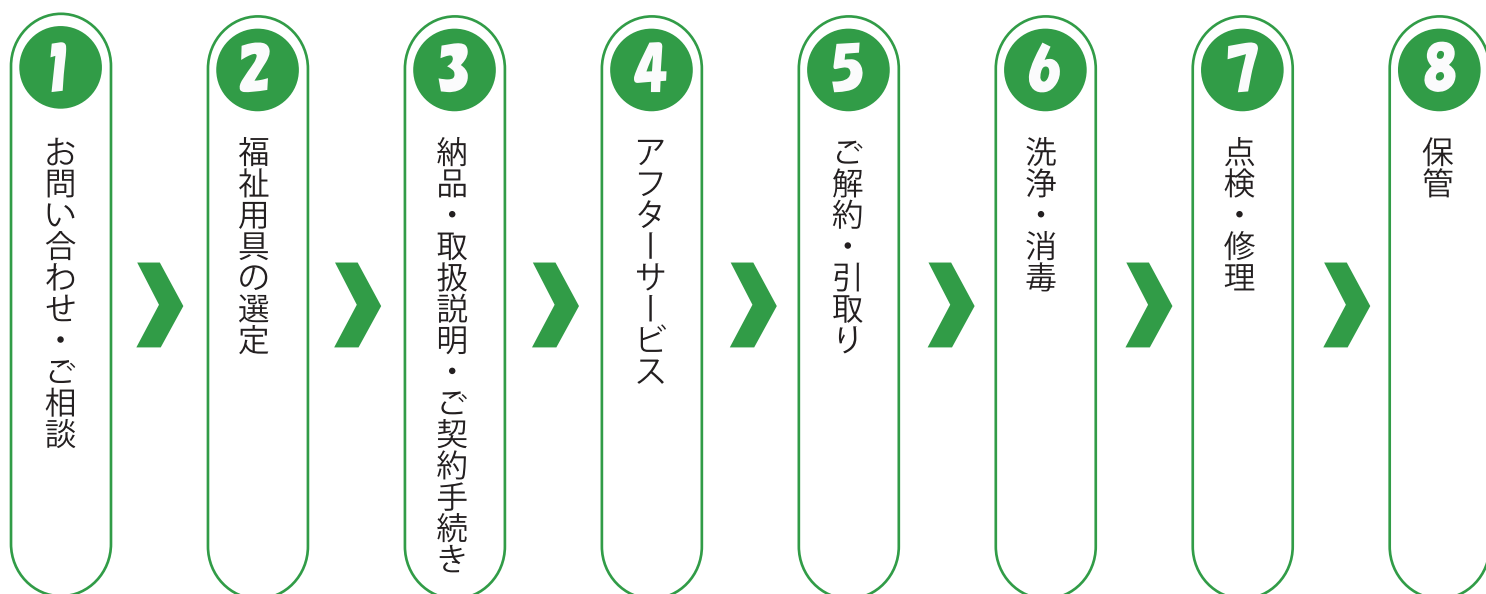 1
お問い合わせ・ご相談
2
福祉用具の選定
3
納品・取扱説明・ご契約手続き
4
アフターサービス
5
ご解約・引取り
6
洗浄・消毒
7
点検・修理
8
保管